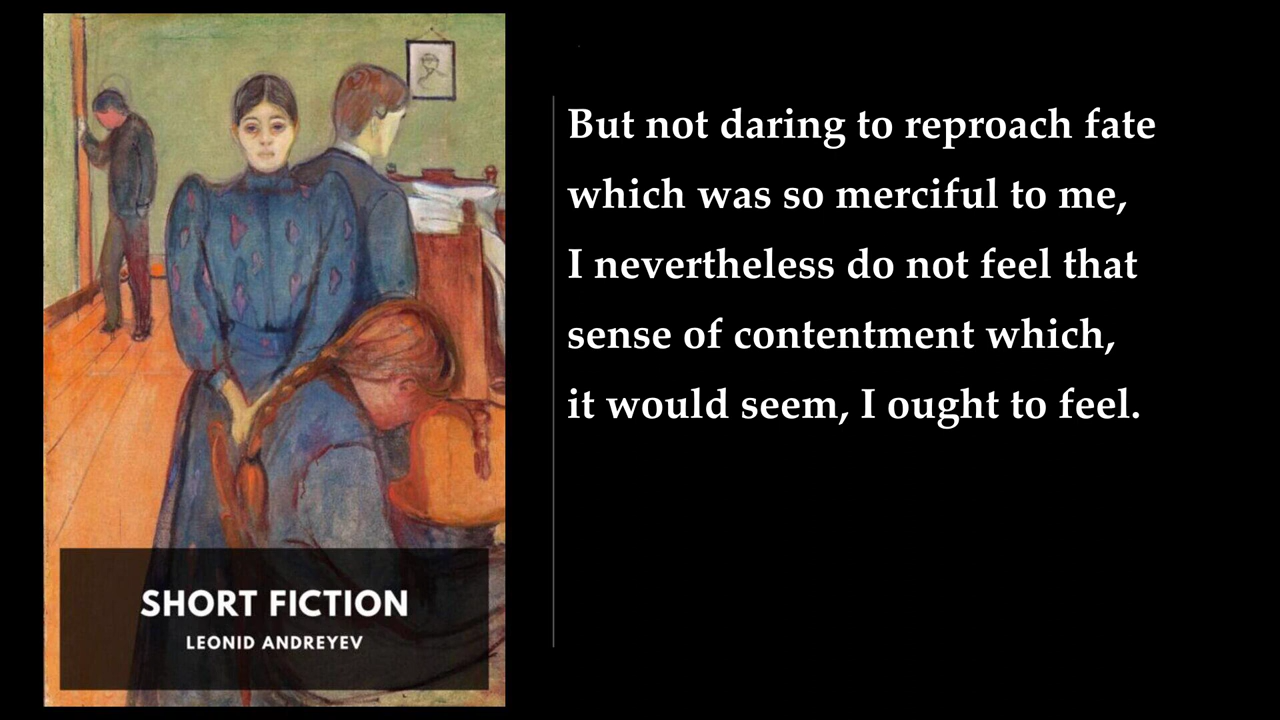 SHORT FICTION
LEONID ANDREYEV
But not daring to reproach fate
which was so merciful to me,
I nevertheless do not feel that
sense of contentment which,
it would seem, I ought to feel.